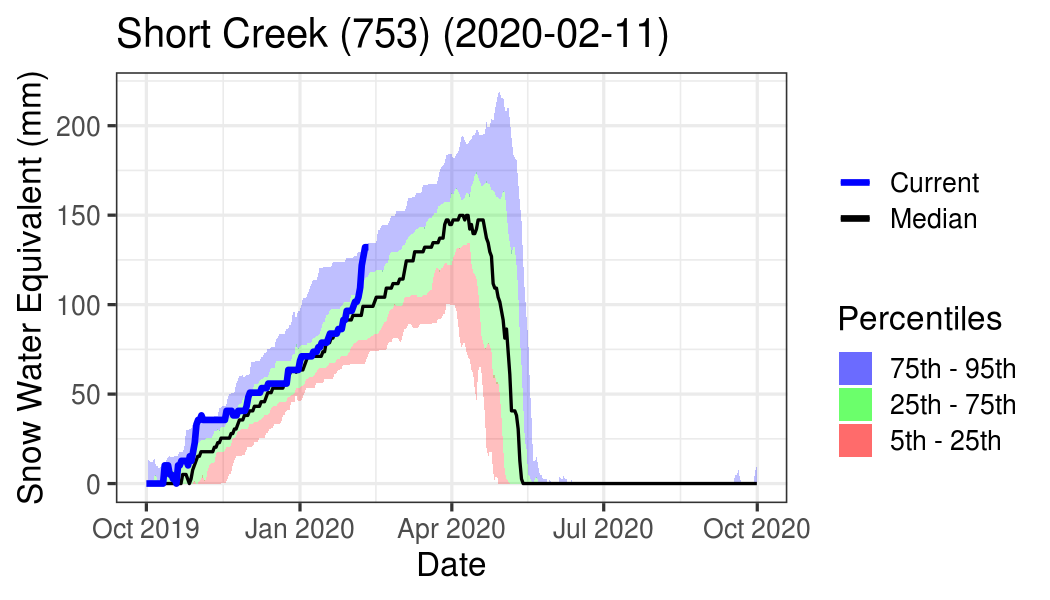 Short Creek (753) (2020-02-11)
Snow Water Equivalent (mm)
200
150
100
50
0
Oct 2019
Jan 2020
Apr 2020
Jul 2020
Oct 2020
Date
Current
Median
Percentiles
75th - 95th
25th - 75th
5th - 25th